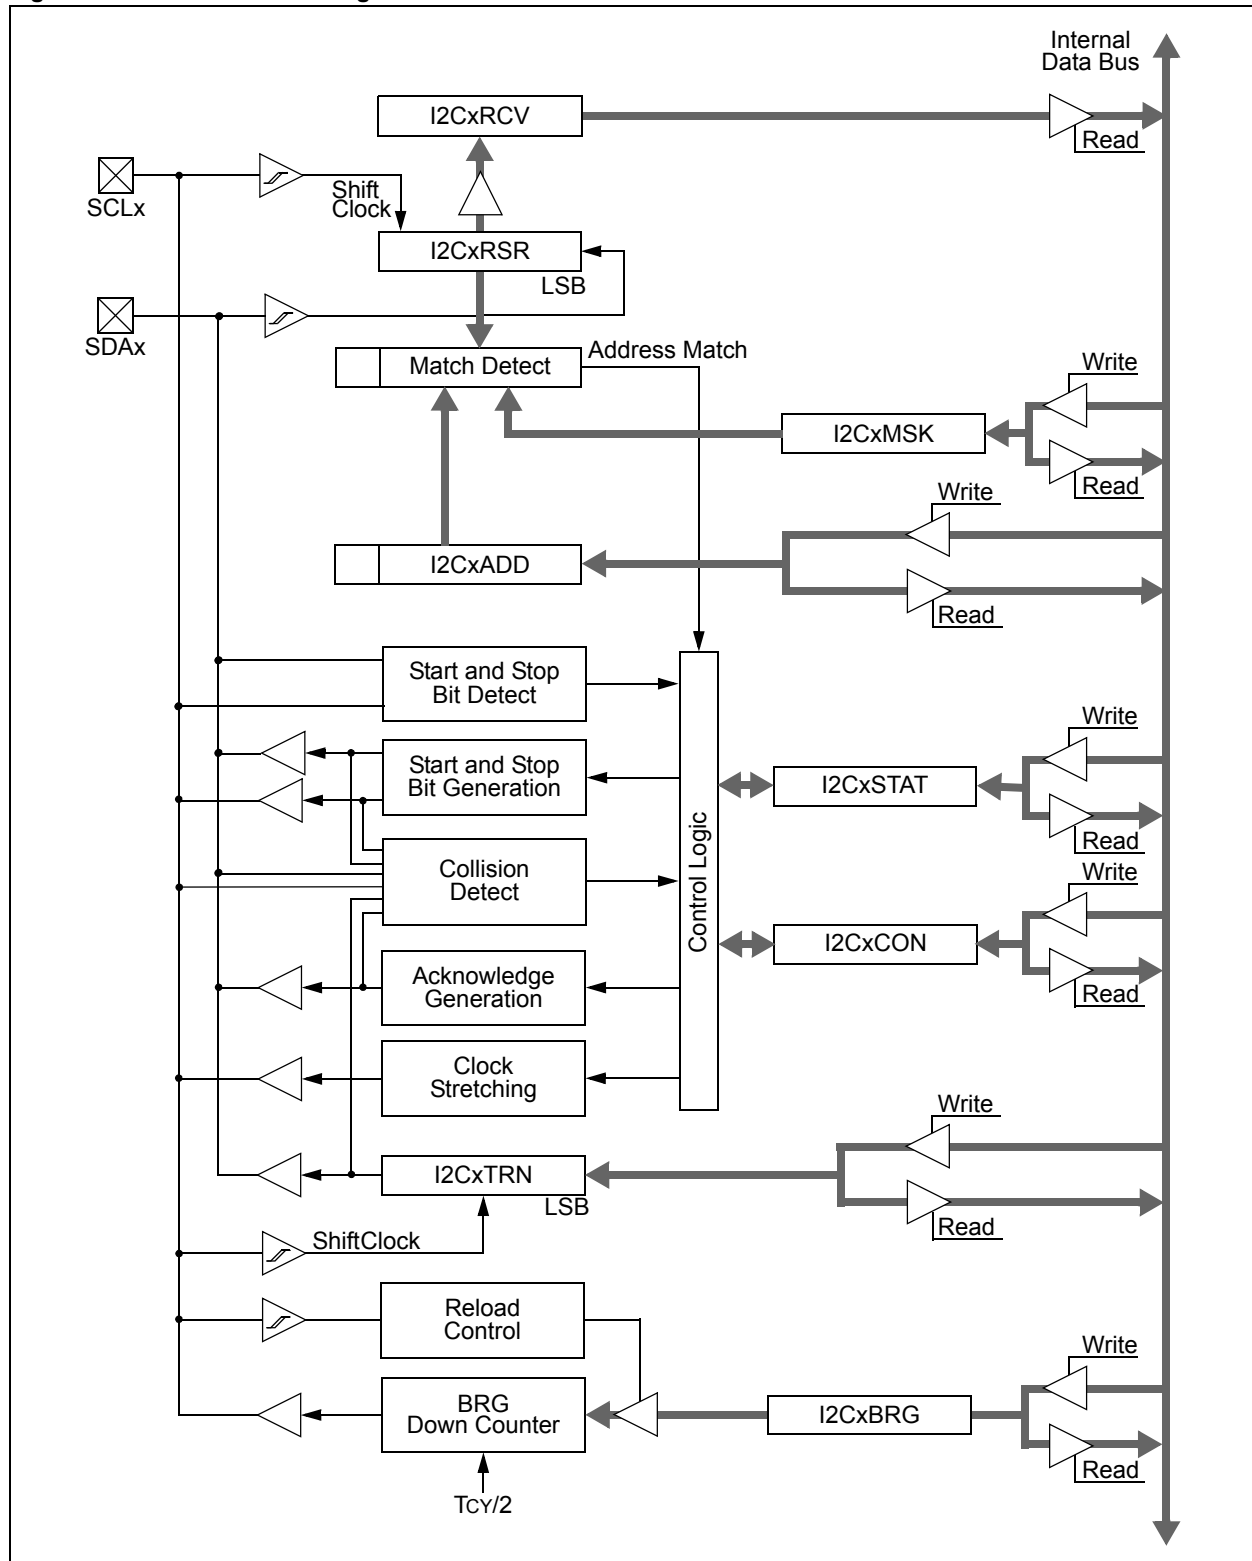 Internal
Data Bus
I2CxRCV
Read
SCLx
Shift
Clock
I2CxRSR
LSB
SDAx
Address Match
Match Detect
Write
I2CxMSK
Read
Write
I2CxADD
Read
Start and Stop
Bit Detect
Write
Start and Stop
Bit Generation
I2CxSTAT
Read
Control Logic
Collision
Detect
Write
I2CxCON
Read
Acknowledge
Generation
Clock
Stretching
Write
I2CxTRN
LSB
Read
ShiftClock
Reload
Control
Write
BRG
Down Counter
I2CxBRG
Read
TCY/2